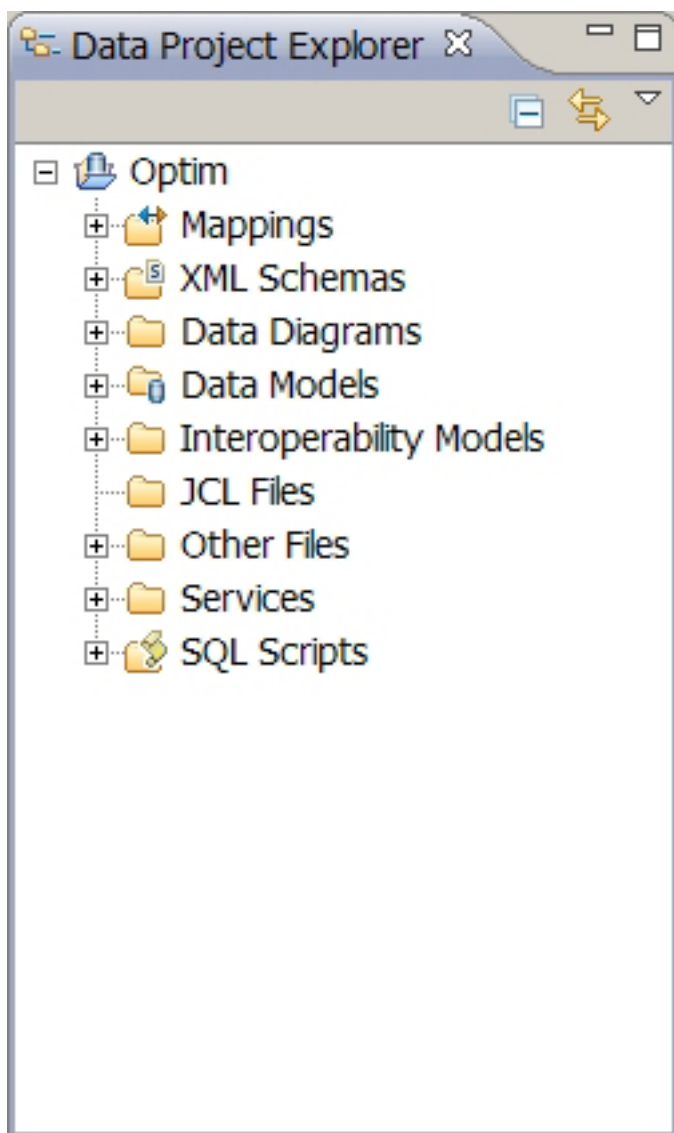 Data Project Explorer
Optim
Mappings
XML Schemas
Data Diagrams
Data Models
Interoperability Models
JCL Files
Other Files
Services
SQL Scripts